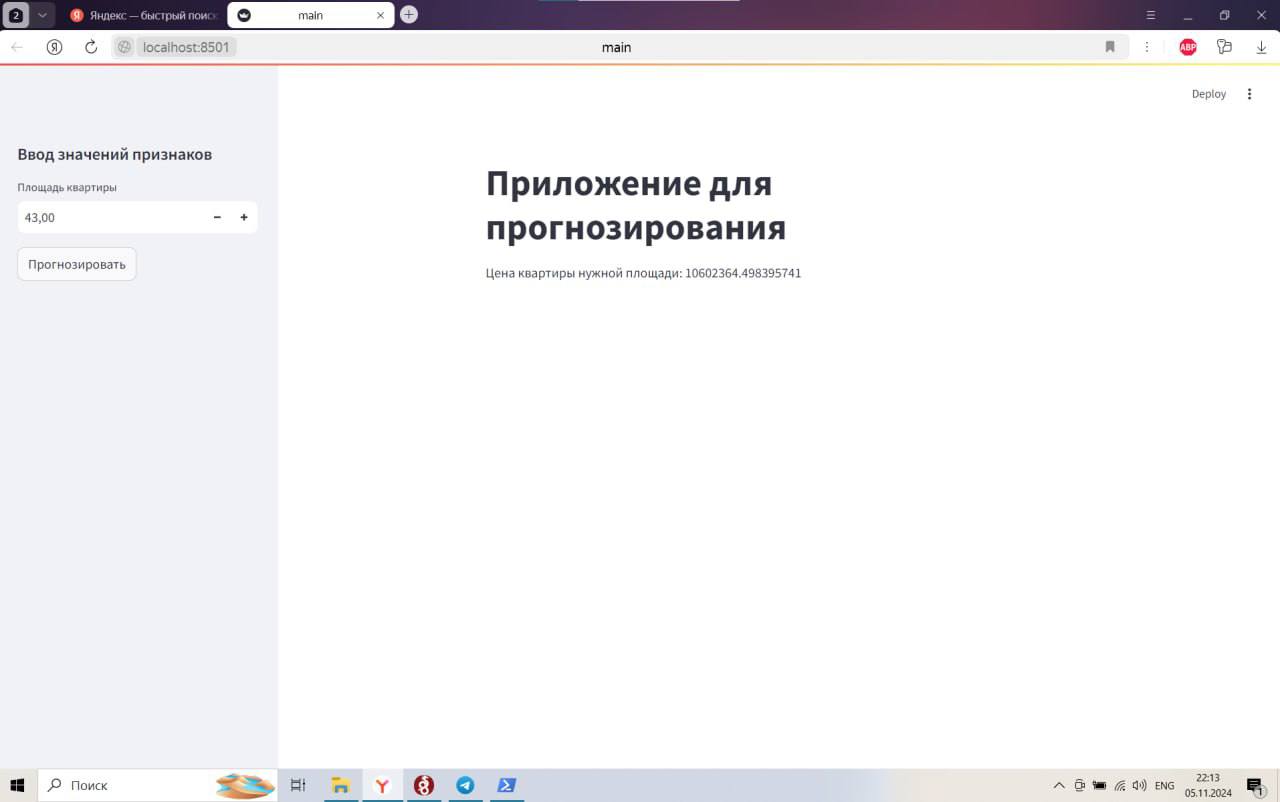 2
Яндекс — быстрый поиск
main
localhost:8501
main
ABP
Deploy
Ввод значений признаков
Площадь квартиры
43,00
Прогнозировать
Приложение для
прогнозирования
Цена квартиры нужной площади: 10602364.498395741
Поиск
ENG
22:13
05.11.2024
1